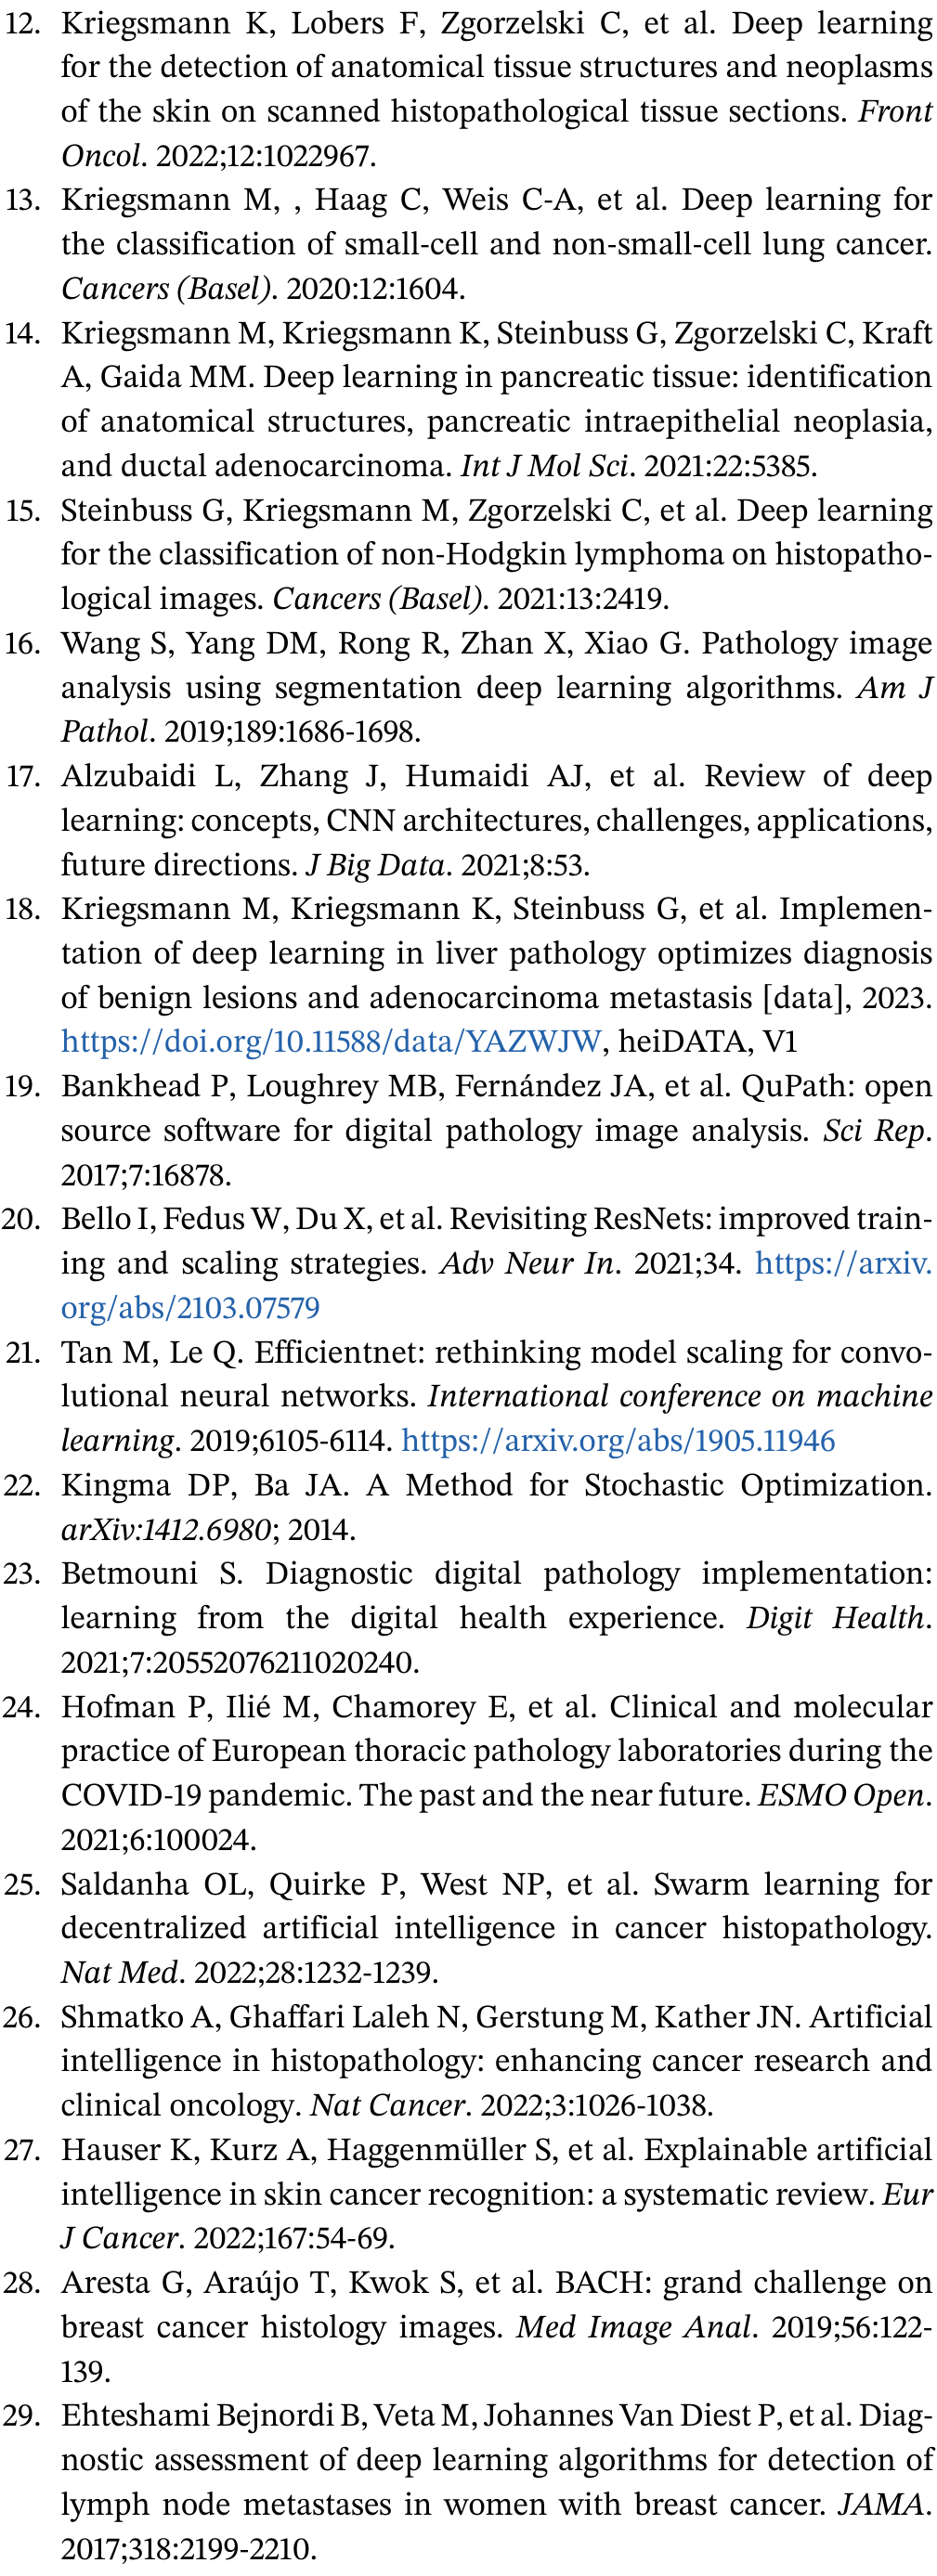 12. Kriegsmann K, Lobers F, Zgorzelski C, et al. Deep learning
for the detection of anatomical tissue structures and neoplasms
of the skin on scanned histopathological tissue sections. Front
Oncol. 2022;12:1022967.
13. Kriegsmann M, , Haag C, Weis C-A, et al. Deep learning for
the classification of small-cell and non-small-cell lung cancer.
Cancers (Basel). 2020:12:1604.
14. Kriegsmann M, Kriegsmann K, Steinbuss G, Zgorzelski C, Kraft
A, Gaida MM. Deep learning in pancreatic tissue: identification
of anatomical structures, pancreatic intraepithelial neoplasia,
and ductal adenocarcinoma. Int J Mol Sci. 2021:22:5385.
15. Steinbuss G, Kriegsmann M, Zgorzelski C, et al. Deep learning
for the classification of non-Hodgkin lymphoma on histopatho-
logical images. Cancers (Basel). 2021:13:2419.
16. Wang S, Yang DM, Rong R, Zhan X, Xiao G. Pathology image
analysis using segmentation deep learning algorithms. Am J
Pathol. 2019;189:1686-1698.
17. Alzubaidi L, Zhang J, Humaidi AJ, et al. Review of deep
learning: concepts, CNN architectures, challenges, applications,
future directions. J Big Data. 2021;8:53.
18. Kriegsmann M, Kriegsmann K, Steinbuss G, et al. Implemen-
tation of deep learning in liver pathology optimizes diagnosis
of benign lesions and adenocarcinoma metastasis [data], 2023.
https://doi.org/10.11588/data/YAZWJW, heiDATA, V1
19. Bankhead P, Loughrey MB, Fernández JA, et al. QuPath: open
source software for digital pathology image analysis. Sci Rep.
2017;7:16878.
20. Bello I, Fedus W, Du X, et al. Revisiting ResNets: improved train-
ing and scaling strategies. Adv Neur In. 2021;34. https://arxiv.
org/abs/2103.07579
21. Tan M, Le Q. Efficientnet: rethinking model scaling for convo-
lutional neural networks. International conference on machine
learning. 2019;6105-6114. https://arxiv.org/abs/1905.11946
22. Kingma DP, Ba JA. A Method for Stochastic Optimization.
arXiv:1412.6980; 2014.
23. Betmouni S. Diagnostic digital pathology implementation:
learning from the digital health experience. Digit Health.
2021;7:20552076211020240.
24. Hofman P, Ilié M, Chamorey E, et al. Clinical and molecular
practice of European thoracic pathology laboratories during the
COVID-19 pandemic. The past and the near future. ESMO Open.
2021;6:100024.
25. Saldanha OL, Quirke P, West NP, et al. Swarm learning for
decentralized artificial intelligence in cancer histopathology.
Nat Med. 2022;28:1232-1239.
26. Shmatko A, Ghaffari Laleh N, Gerstung M, Kather JN. Artificial
intelligence in histopathology: enhancing cancer research and
clinical oncology. Nat Cancer. 2022;3:1026-1038.
27. Hauser K, Kurz A, Haggenmüller S, et al. Explainable artificial
intelligence in skin cancer recognition: a systematic review. Eur
J Cancer. 2022;167:54-69.
28. Aresta G, Araújo T, Kwok S, et al. BACH: grand challenge on
breast cancer histology images. Med Image Anal. 2019;56:122-
139.
29. Ehteshami Bejnordi B, Veta M, Johannes Van Diest P, et al. Diag-
nostic assessment of deep learning algorithms for detection of
lymph node metastases in women with breast cancer. JAMA.
2017;318:2199-2210.